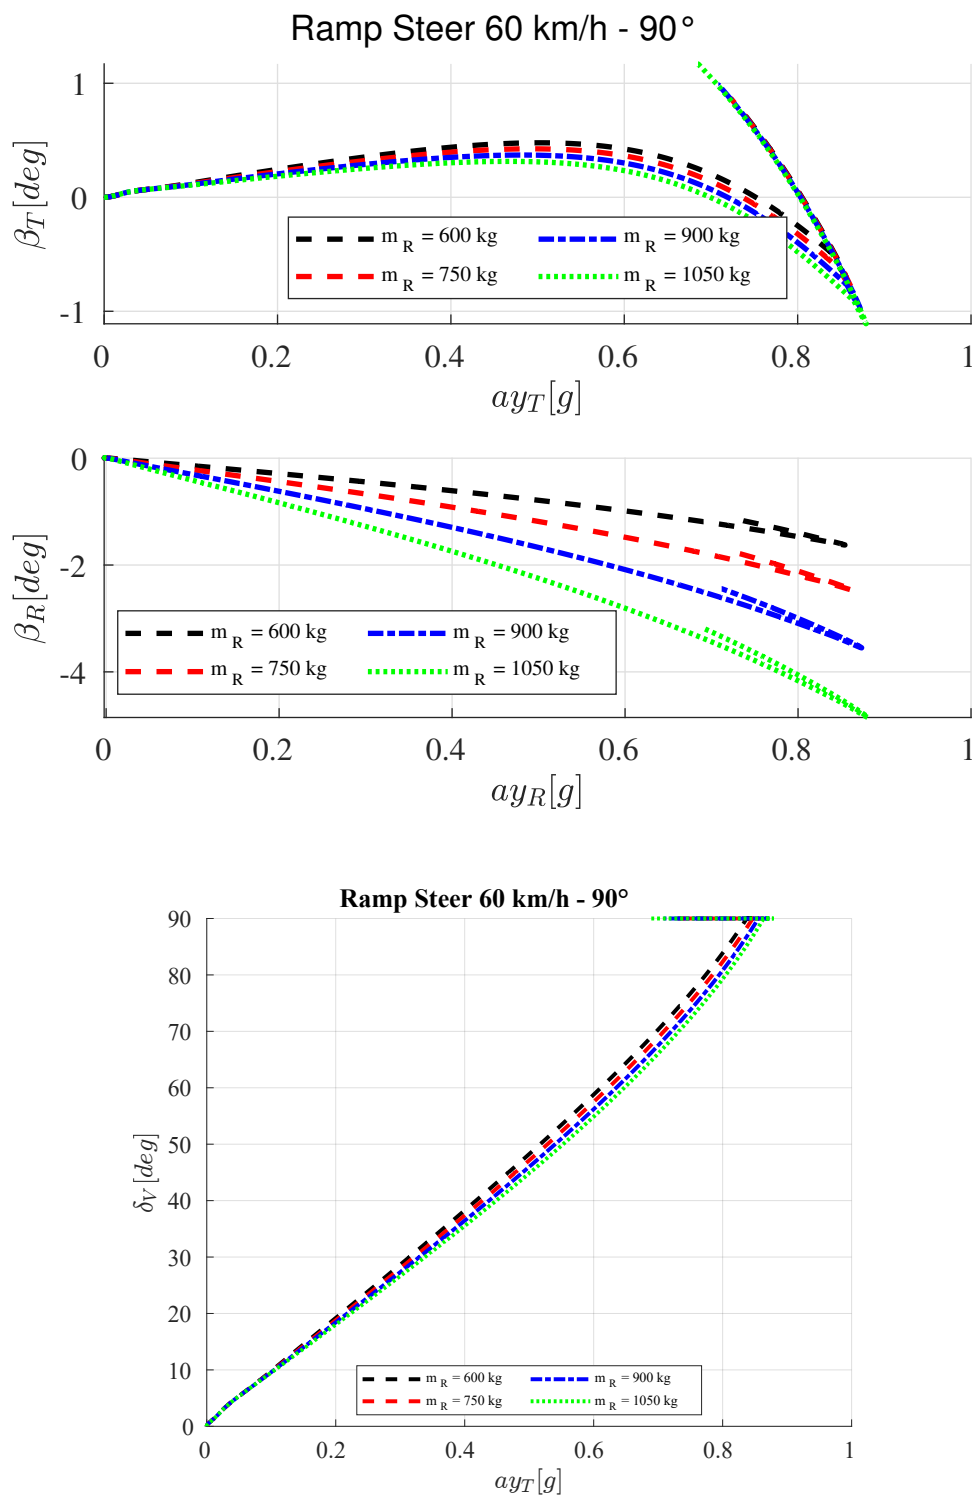 Ramp Steer 60 km/h - 90°
1
0
-1
β_T [deg]
m_R = 600 kg
m_R = 900 kg
m_R = 750 kg
m_R = 1050 kg
0 0.2 0.4 0.6 0.8 1
ay_T[g]
0
-2
-4
β_R [deg]
m_R = 600 kg
m_R = 900 kg
m_R = 750 kg
m_R = 1050 kg
0 0.2 0.4 0.6 0.8 1
ay_R[g]
Ramp Steer 60 km/h - 90°
90
80
70
60
50
40
30
20
10
0
δ_V [deg]
m_R = 600 kg
m_R = 900 kg
m_R = 750 kg
m_R = 1050 kg
0 0.2 0.4 0.6 0.8 1
ay_T[g]